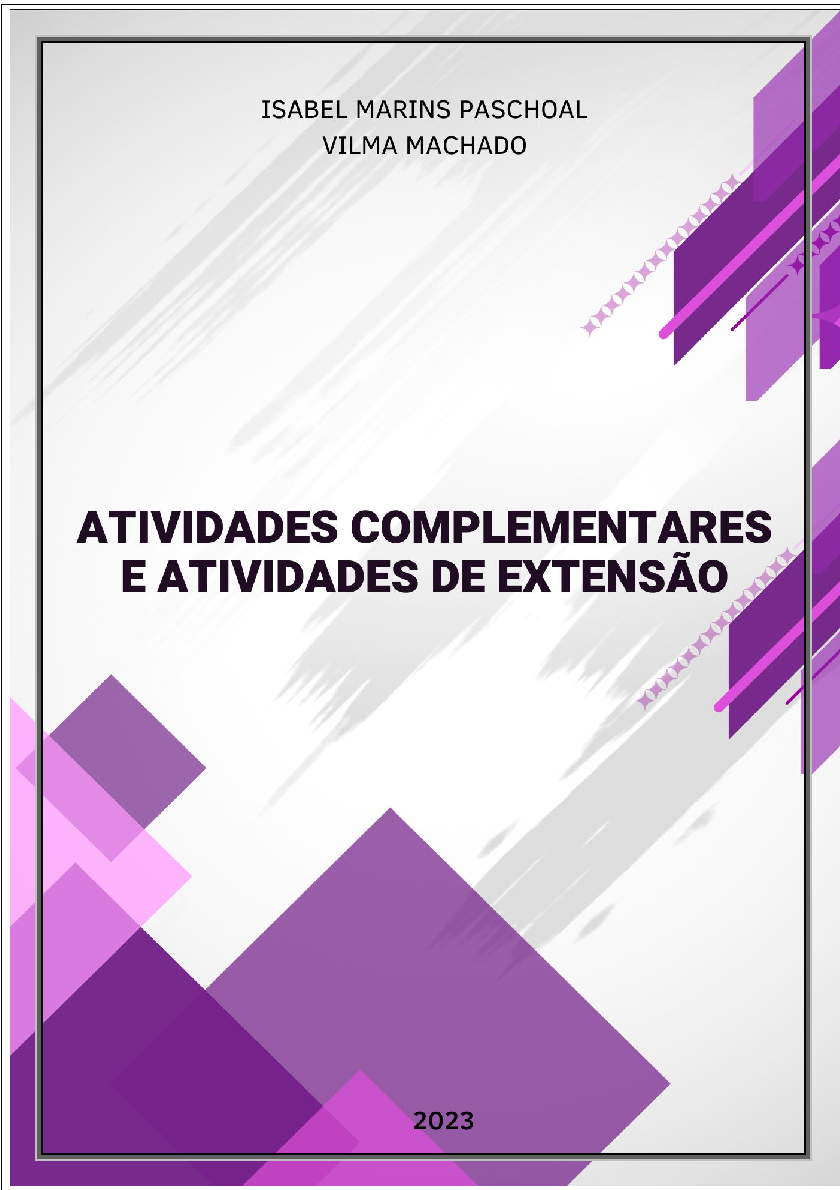 ISABEL MARINS PASCHOAL
VILMA MACHADO
ATIVIDADES COMPLEMENTARES
E ATIVIDADES DE EXTENSÃO
2023